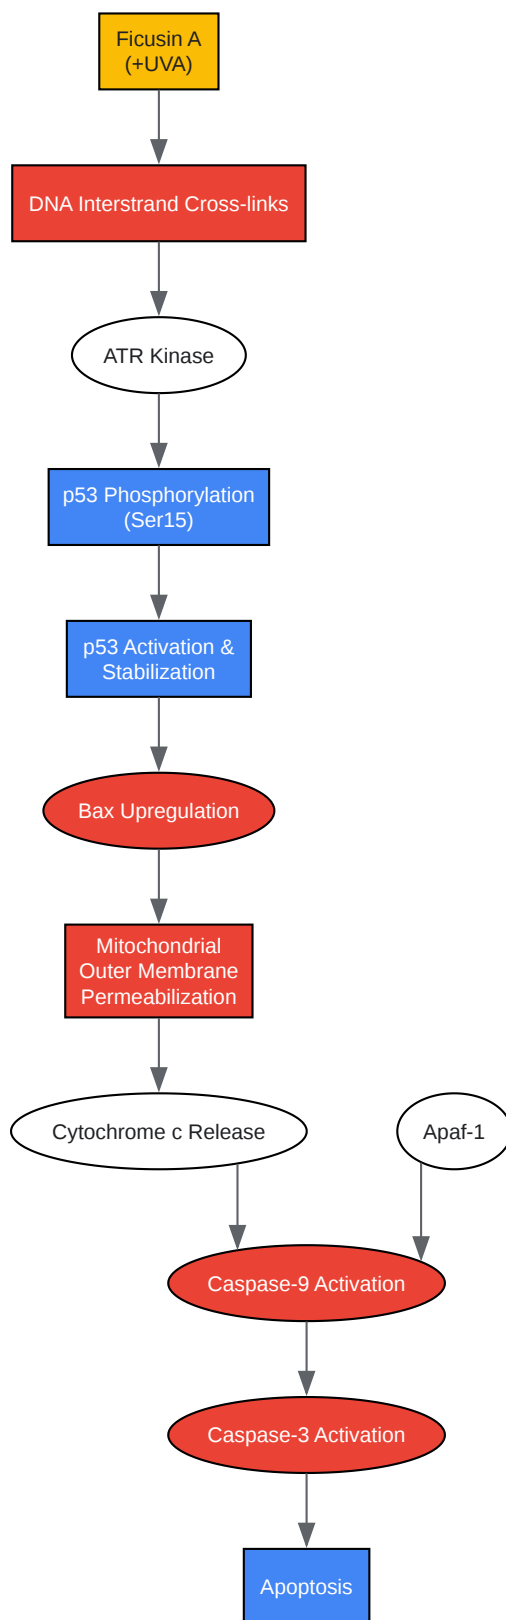 Ficusin A
(+UVA)
DNA Interstrand Cross-links
ATR Kinase
p53 Phosphorylation
(Ser15)
p53 Activation &
Stabilization
Bax Upregulation
Mitochondrial
Outer Membrane
Permeabilization
Cytochrome c Release
Apaf-1
Caspase-9 Activation
Caspase-3 Activation
Apoptosis